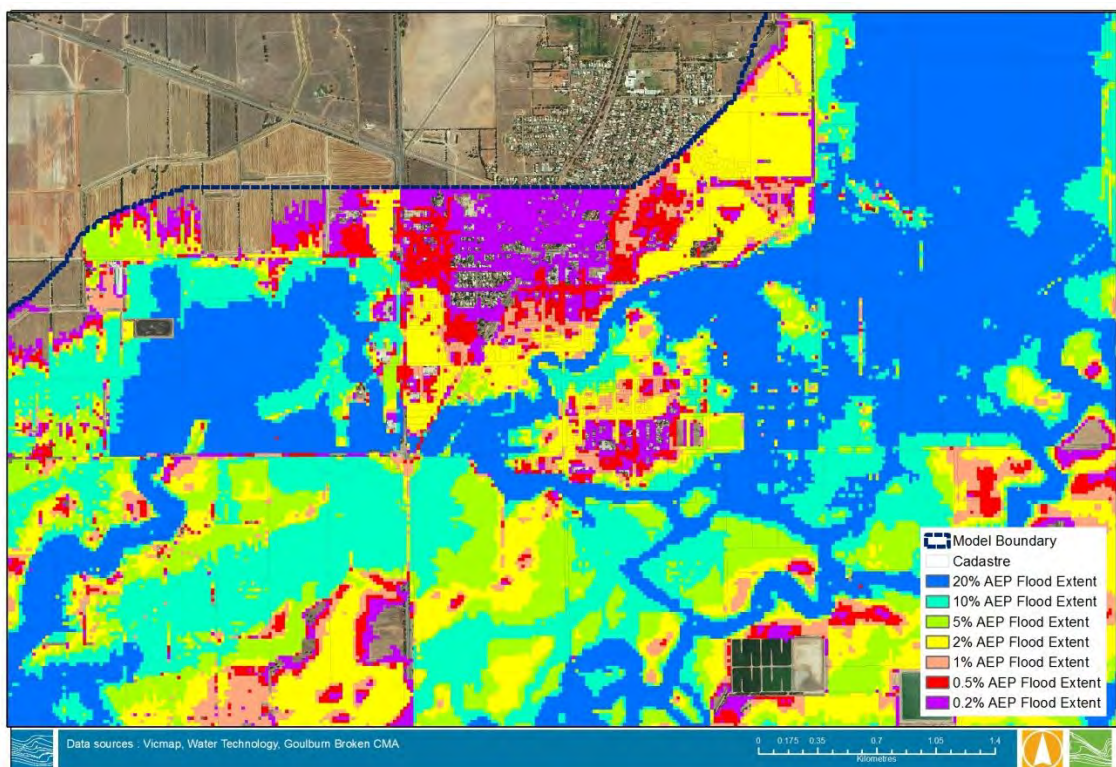 Model Boundary
Cadastre
20% AEP Flood Extent
10% AEP Flood Extent
5% AEP Flood Extent
2% AEP Flood Extent
1% AEP Flood Extent
0.5% AEP Flood Extent
0.2% AEP Flood Extent
Data sources : Vicmap, Water Technology, Goulburn Broken CMA
0 0.175 0.35 0.7 1.05 1.4
Kilometres